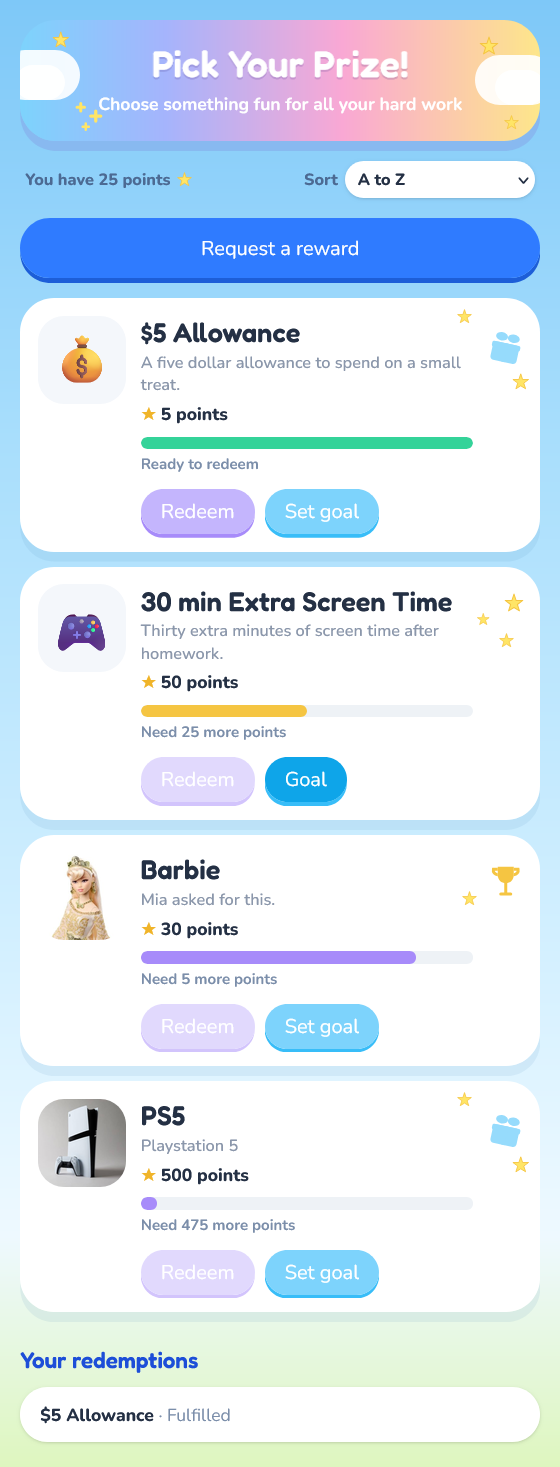 Pick Your Prize!
Choose something fun for all your hard work
You have 25 points
Sort A to Z
Request a reward
$5 Allowance
A five dollar allowance to spend on a small
treat.
5 points
Ready to redeem
Redeem Set goal
30 min Extra Screen Time
Thirty extra minutes of screen time after
homework.
50 points
Need 25 more points
Redeem Goal
Barbie
Mia asked for this.
30 points
Need 5 more points
Redeem Set goal
PS5
Playstation 5
500 points
Need 475 more points
Redeem Set goal
Your redemptions
$5 Allowance · Fulfilled